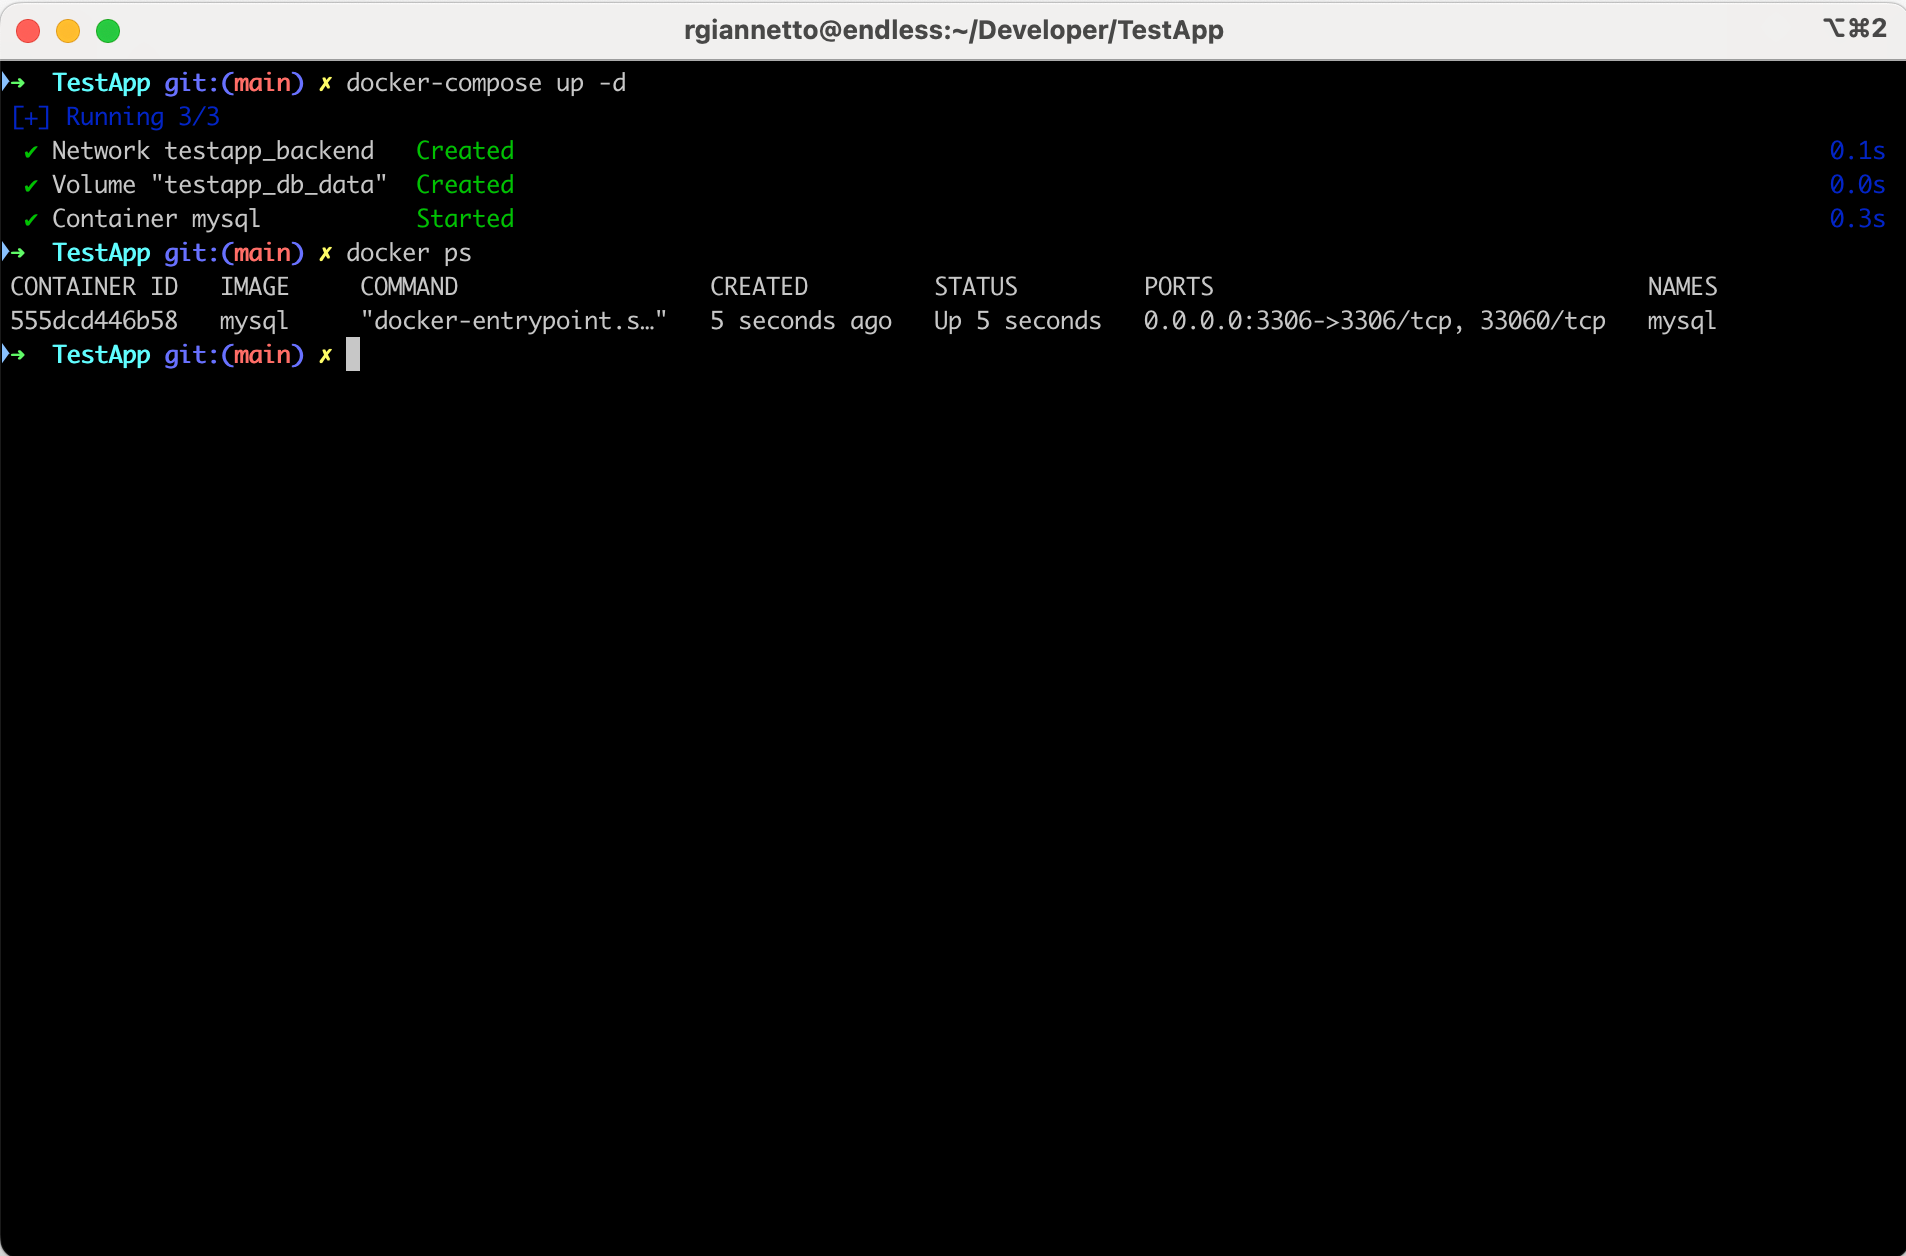 rgiannetto@endless:~/Developer/TestApp ⌥⌘2
➜ TestApp git:(main) ✗ docker-compose up -d
[+] Running 3/3
✔ Network testapp_backend Created 0.1s
✔ Volume "testapp_db_data" Created 0.0s
✔ Container mysql Started 0.3s
➜ TestApp git:(main) ✗ docker ps
CONTAINER ID IMAGE COMMAND CREATED STATUS PORTS NAMES
555dcd446b58 mysql "docker-entrypoint.s…" 5 seconds ago Up 5 seconds 0.0.0.0:3306->3306/tcp, 33060/tcp mysql
➜ TestApp git:(main) ✗